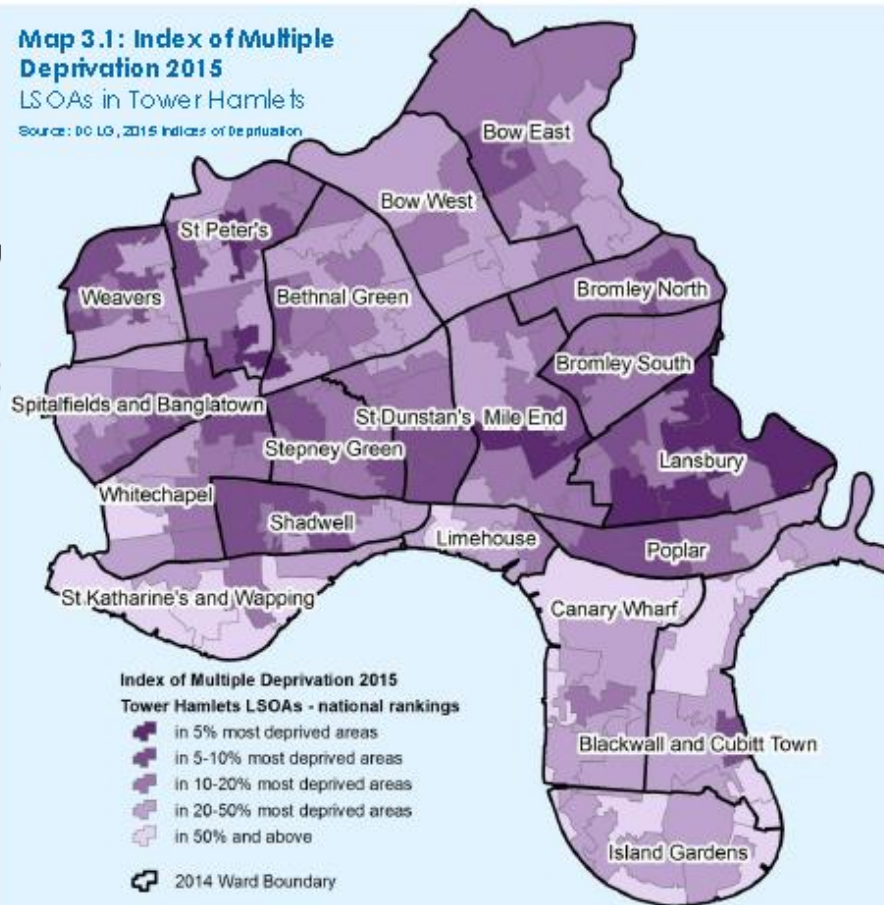 Map 3.1: Index of Multiple
Deprivation 2015
LSOAs in Tower Hamlets
Source: DCLG, 2015 Indices of Deprivation
Bow East
Bow West
St Peter's
Weavers
Bethnal Green
Bromley North
Bromley South
Spitalfields and Banglatown
St Dunstan's
Mile End
Stepney Green
Lansbury
Whitechapel
Shadwell
Limehouse
Poplar
St Katharine's and Wapping
Canary Wharf
Blackwall and Cubitt Town
Island Gardens
Index of Multiple Deprivation 2015
Tower Hamlets LSOAs - national rankings
in 5% most deprived areas
in 5-10% most deprived areas
in 10-20% most deprived areas
in 20-50% most deprived areas
in 50% and above
2014 Ward Boundary